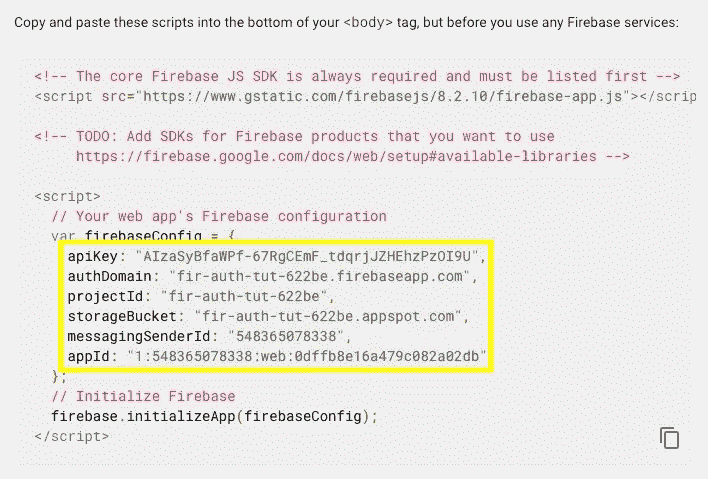 Copy and paste these scripts into the bottom of your <body> tag, but before you use any Firebase services:
<!-- The core Firebase JS SDK is always required and must be listed first -->
<script src="https://www.gstatic.com/firebasejs/8.2.10/firebase-app.js"></scrip
<!-- TODO: Add SDKs for Firebase products that you want to use
https://firebase.google.com/docs/web/setup#available-libraries -->
<script>
// Your web app's Firebase configuration
var firebaseConfig = {
apiKey: "AIzaSyBfaWPf-67RgCEmF_tdqrjJZHEhzPzOI9U",
authDomain: "fir-auth-tut-622be.firebaseapp.com",
projectId: "fir-auth-tut-622be",
storageBucket: "fir-auth-tut-622be.appspot.com",
messagingSenderId: "548365078338",
appId: "1:548365078338:web:0dffb8e16a479c082a02db"
};
// Initialize Firebase
firebase.initializeApp(firebaseConfig);
</script>